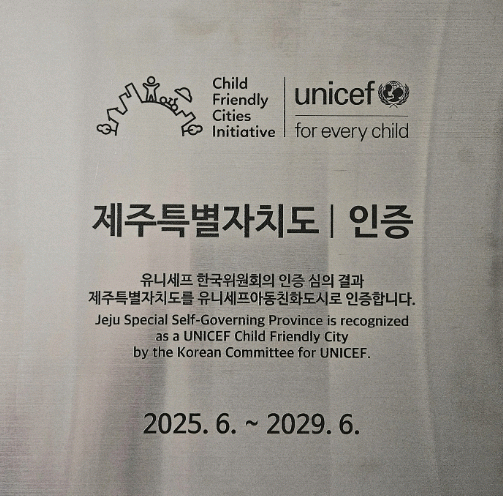 Child
Friendly
Cities
Initiative
unicef
for every child
제주특별자치도 | 인증
유니세프 한국위원회의 인증 심의 결과
제주특별자치도를 유니세프아동친화도시로 인증합니다.
Jeju Special Self-Governing Province is recognized
as a UNICEF Child Friendly City
by the Korean Committee for UNICEF.
2025. 6. ~ 2029. 6.